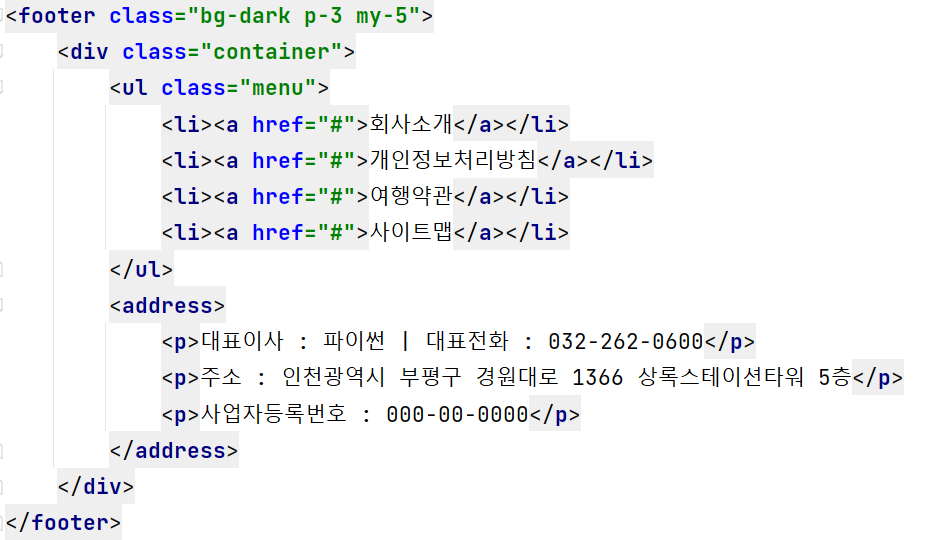 <footer class="bg-dark p-3 my-5">
<div class="container">
<ul class="menu">
<li><a href="#">회사소개</a></li>
<li><a href="#">개인정보처리방침</a></li>
<li><a href="#">여행약관</a></li>
<li><a href="#">사이트맵</a></li>
</ul>
<address>
<p>대표이사 : 파이썬 | 대표전화 : 032-262-0600</p>
<p>주소 : 인천광역시 부평구 경원대로 1366 상록스테이션타워 5층</p>
<p>사업자등록번호 : 000-00-0000</p>
</address>
</div>
</footer>